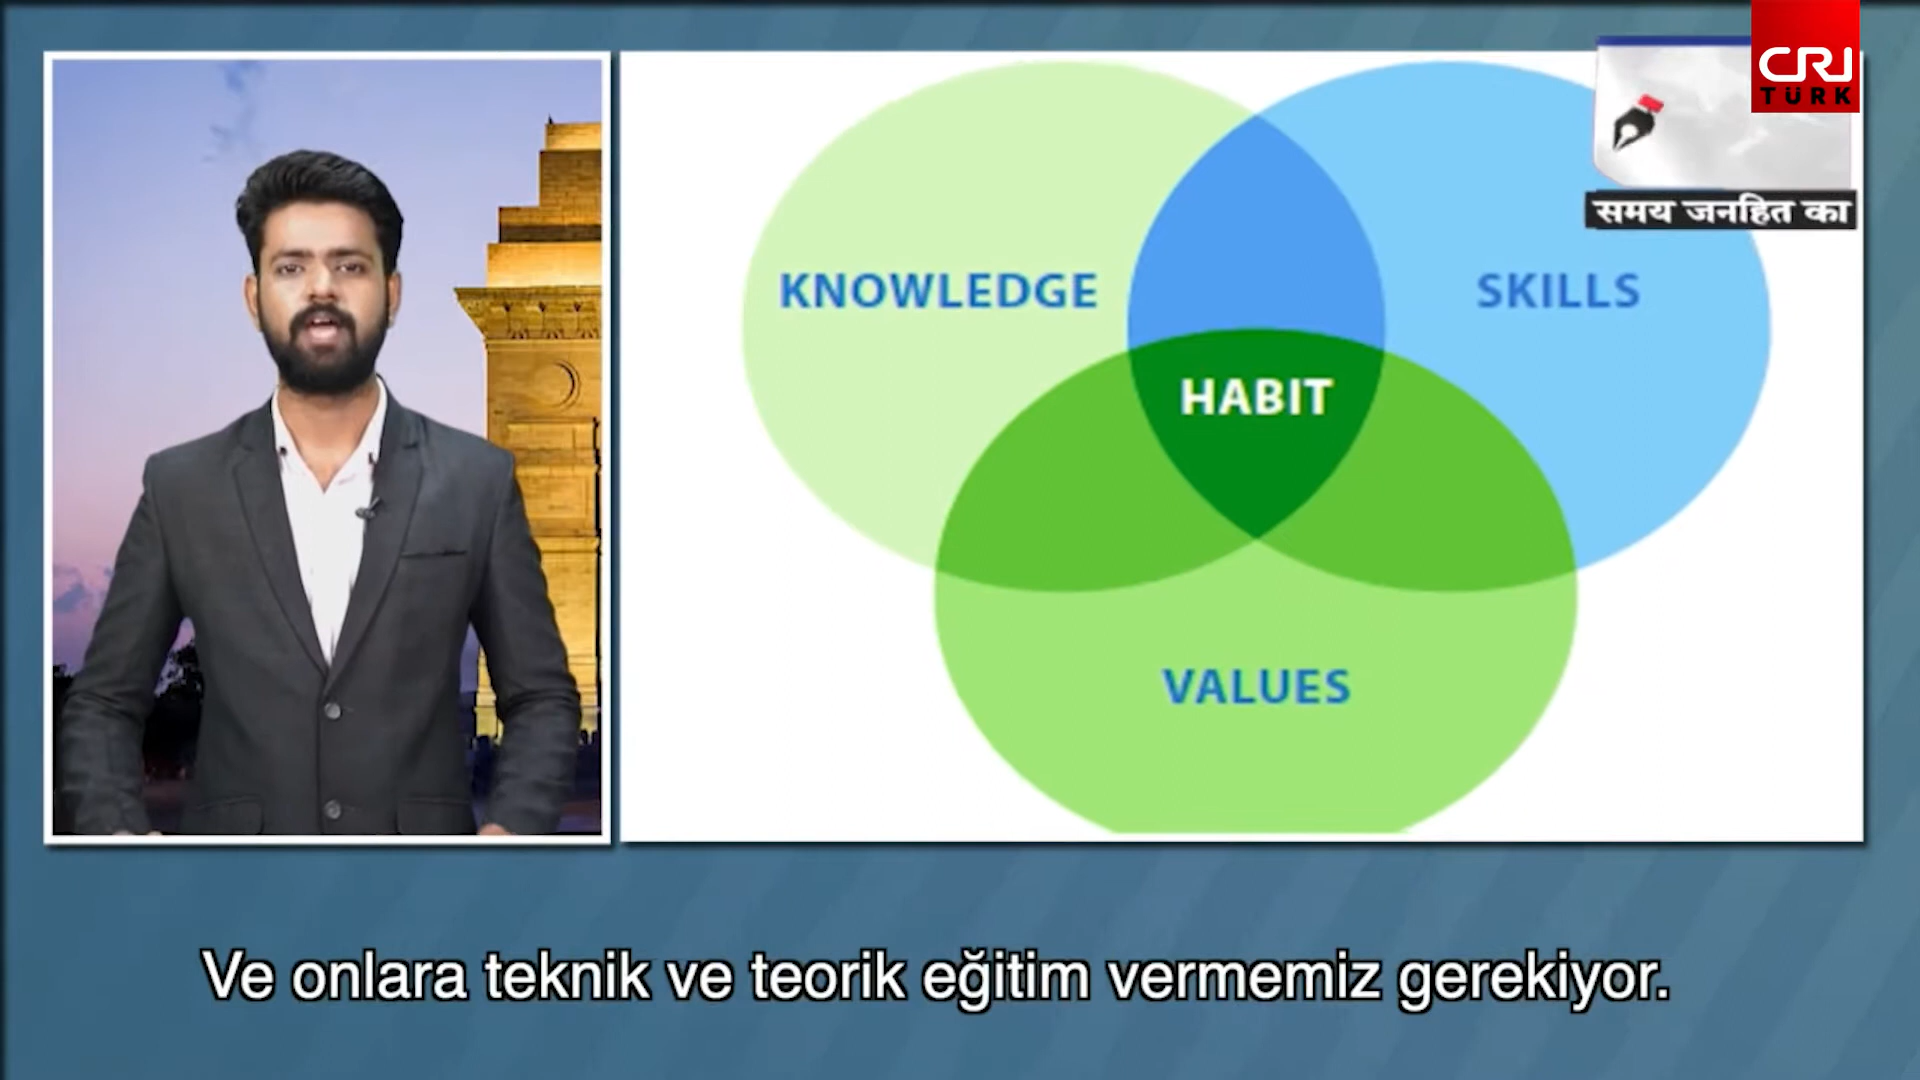 CRI
TÜRK
समय जनहित का
KNOWLEDGE
SKILLS
HABIT
VALUES
Ve onlara teknik ve teorik eğitim vermemiz gerekiyor.